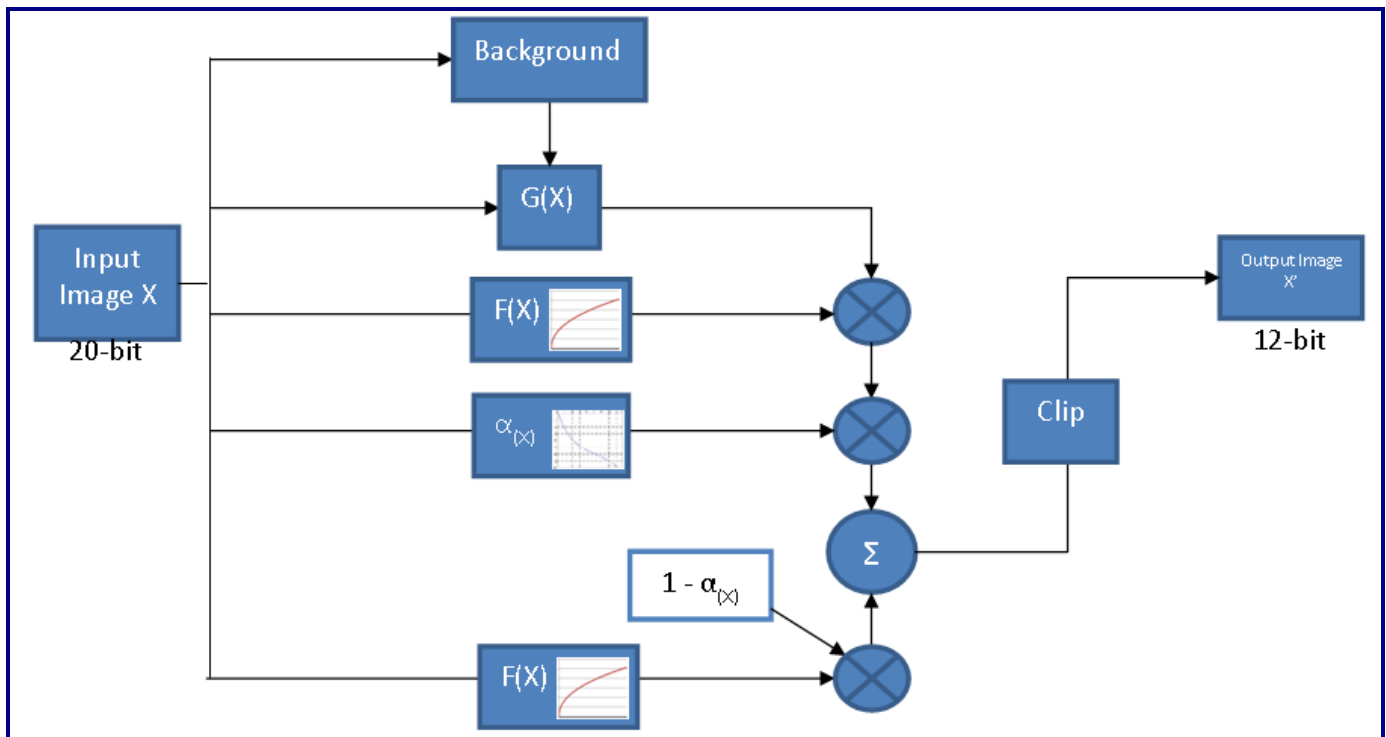 Background
G(X)
Input
Image X
20-bit
F(X)
α(X)
Output Image
X'
12-bit
Clip
Σ
1 - α(X)
F(X)